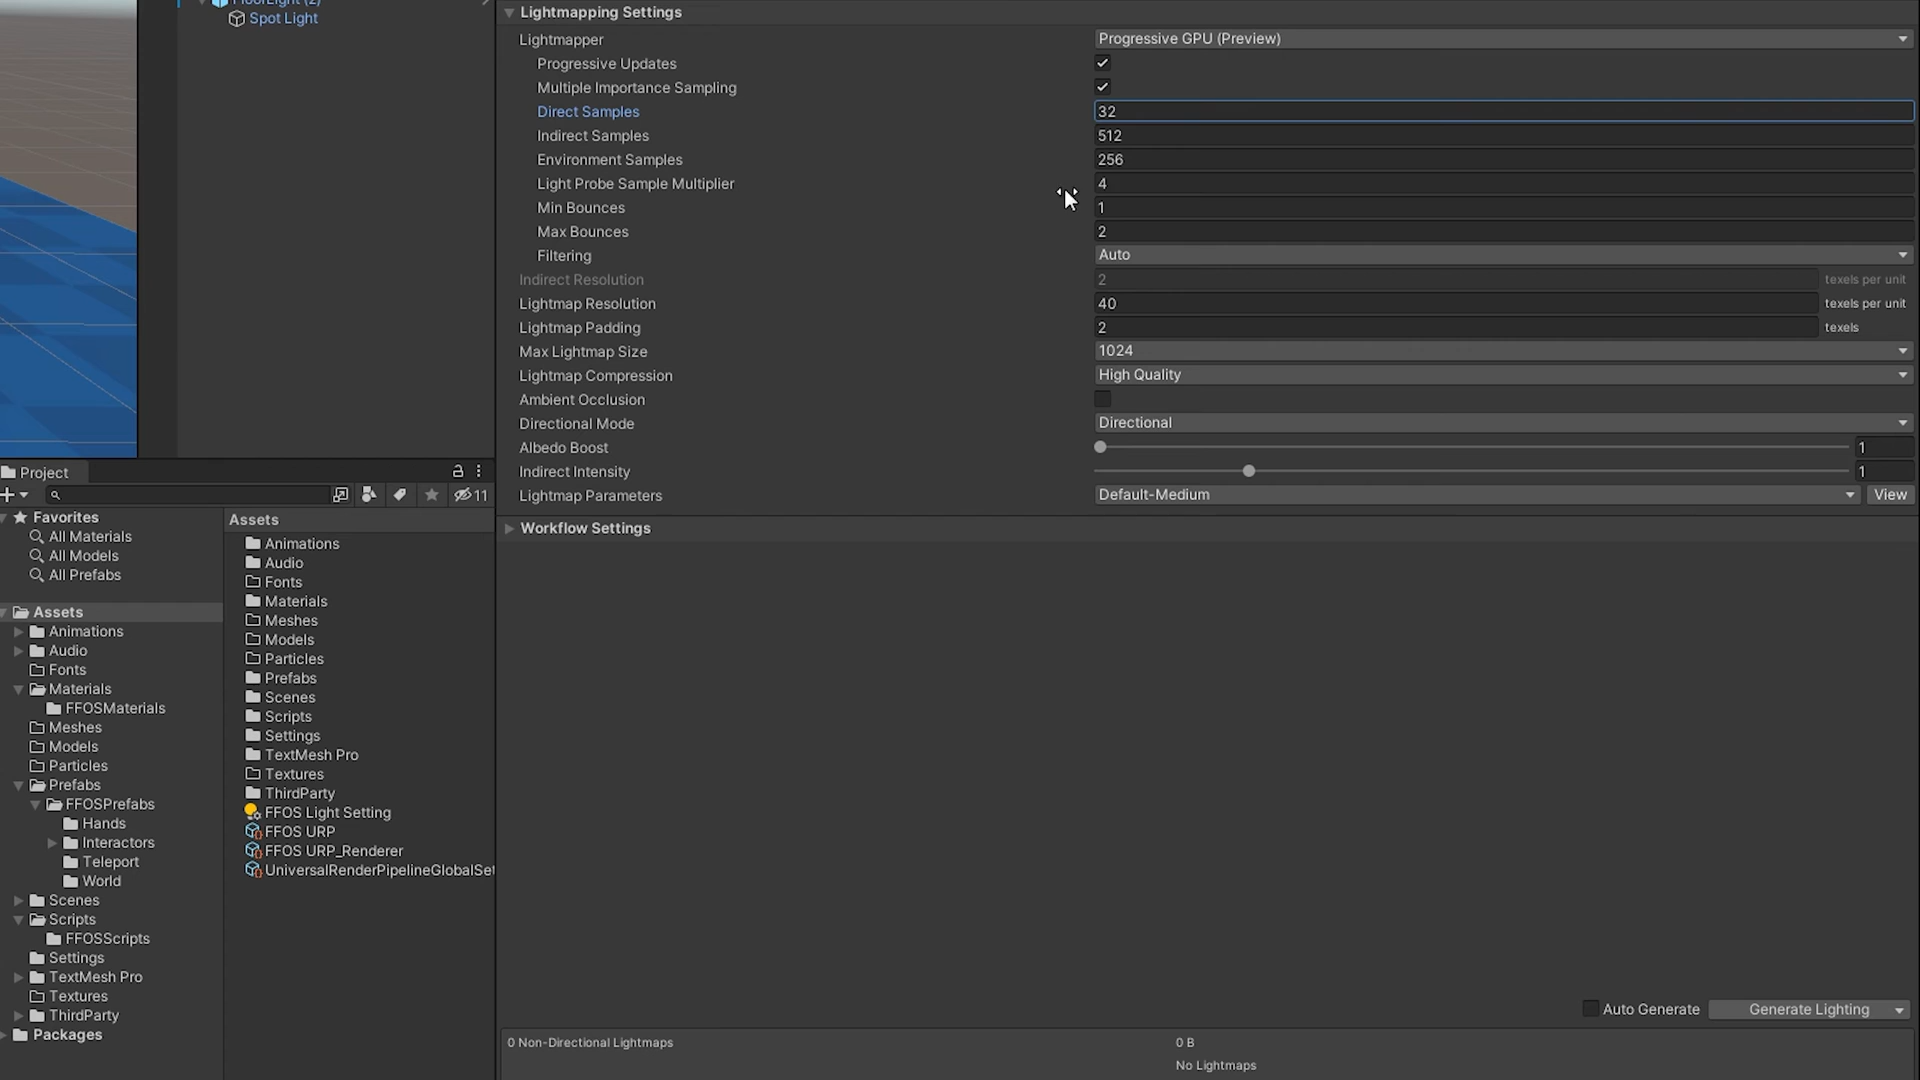 FloorLight (2)
Spot Light
Lightmapping Settings
Lightmapper Progressive GPU (Preview)
Progressive Updates
Multiple Importance Sampling
Direct Samples 32
Indirect Samples 512
Environment Samples 256
Light Probe Sample Multiplier 4
Min Bounces 1
Max Bounces 2
Filtering Auto
Indirect Resolution 2 texels per unit
Lightmap Resolution 40 texels per unit
Lightmap Padding 2 texels
Max Lightmap Size 1024
Lightmap Compression High Quality
Ambient Occlusion
Directional Mode Directional
Albedo Boost 1
Indirect Intensity 1
Lightmap Parameters Default-Medium View
Workflow Settings
Project
11
Favorites
All Materials
All Models
All Prefabs
Assets
Animations
Audio
Fonts
Materials
FFOSMaterials
Meshes
Models
Particles
Prefabs
FFOSPrefabs
Hands
Interactors
Teleport
World
Scenes
Scripts
FFOSScripts
Settings
TextMesh Pro
Textures
ThirdParty
Packages
Assets
Animations
Audio
Fonts
Materials
Meshes
Models
Particles
Prefabs
Scenes
Scripts
Settings
TextMesh Pro
Textures
ThirdParty
FFOS Light Setting
FFOS URP
FFOS URP_Renderer
UniversalRenderPipelineGlobalSet
Auto Generate Generate Lighting
0 Non-Directional Lightmaps 0 B
No Lightmaps